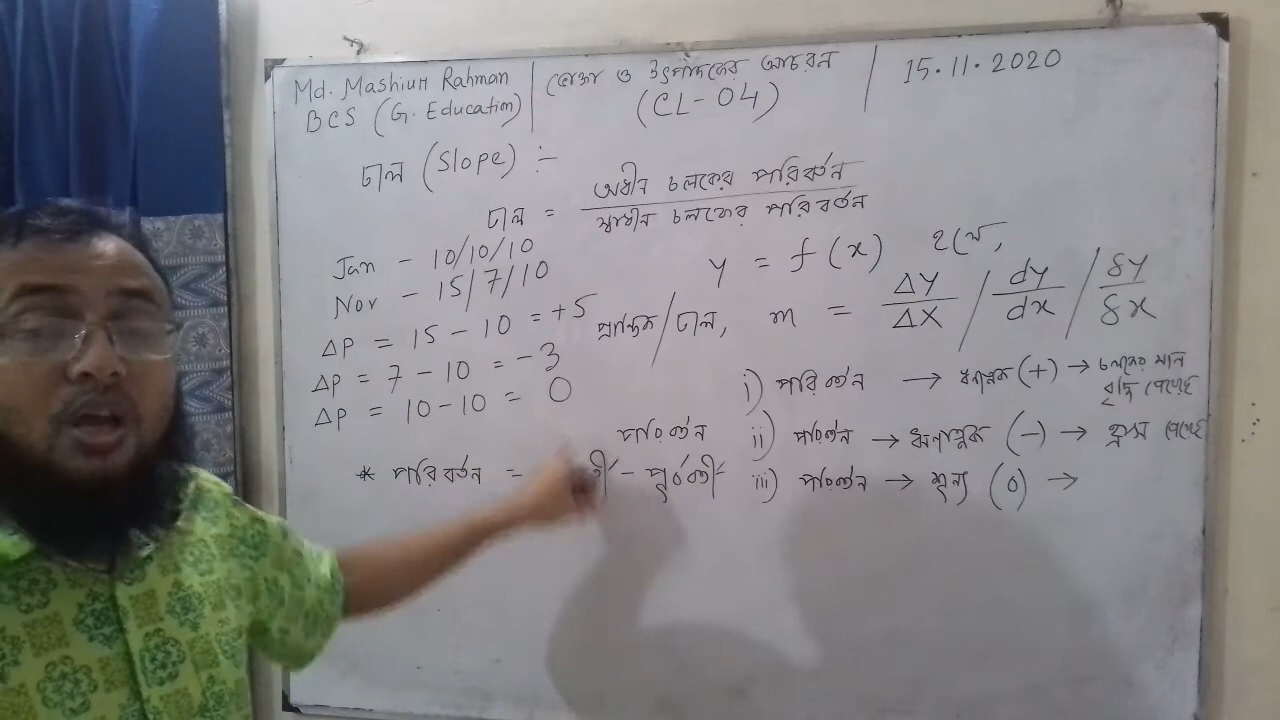 Md. Mashiur Rahman | ভোক্তা ও উৎপাদকের আচরন | 15.11.2020
BCS (G. Education) | (CL-04)
ঢাল (Slope) :-
ঢাল = অধীন চলকের পরিবর্তন / স্বাধীন চলকের পরিবর্তন
Jan - 10/10/10
Nov - 15/7/10
y = f(x) হলে,
ΔP = 15 - 10 = +5
ΔP = 7 - 10 = -3
ΔP = 10 - 10 = 0
প্রান্তিক/ঢাল, m = ΔY/ΔX / dy/dx / δy/δx
i) পরিবর্তন → ধনাত্মক (+) → চলকের মান
বৃদ্ধি পেয়েছে
পরিবর্তন ii) পরিবর্তন → ঋনাত্মক (-) → হ্রাস পেয়েছে
* পরিবর্তন = - পূর্ববর্তী
iii) পরিবর্তন → শূন্য (0) →